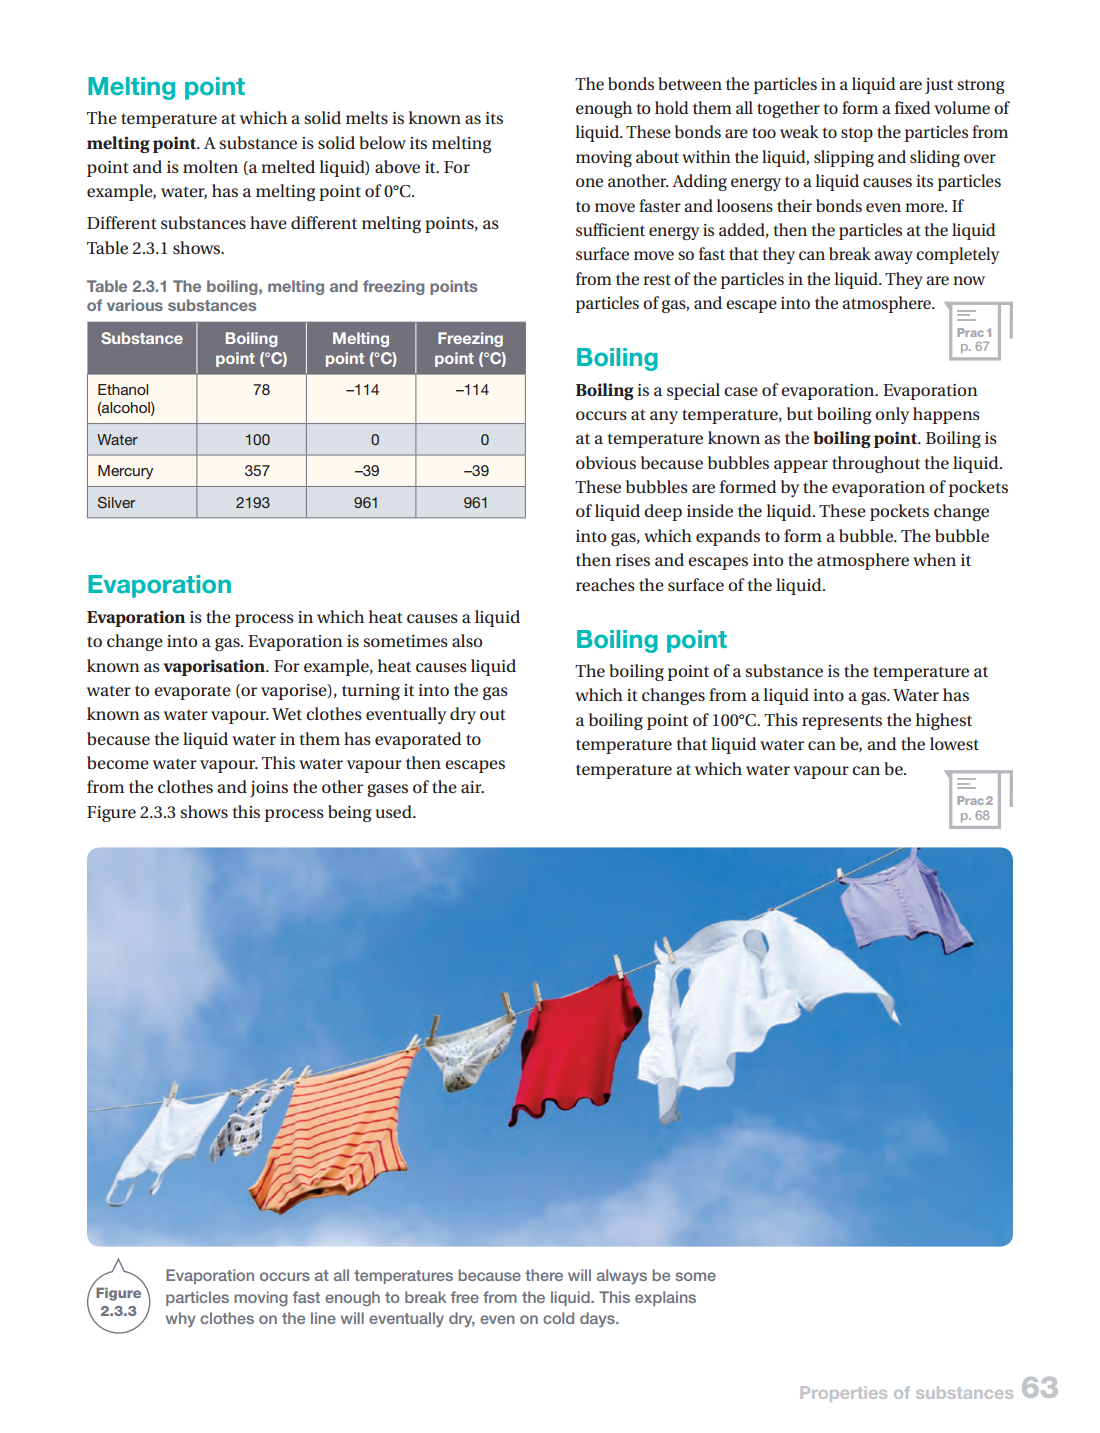 Melting point
The temperature at which a solid melts is known as its
melting point. A substance is solid below its melting
point and is molten (a melted liquid) above it. For
example, water, has a melting point of 0°C.
Different substances have different melting points, as
Table 2.3.1 shows.
Table 2.3.1 The boiling, melting and freezing points
of various substances
Substance Boiling point (°C) Melting point (°C) Freezing point (°C)
Ethanol (alcohol) 78 –114 –114
Water 100 0 0
Mercury 357 –39 –39
Silver 2193 961 961
Evaporation
Evaporation is the process in which heat causes a liquid
to change into a gas. Evaporation is sometimes also
known as vaporisation. For example, heat causes liquid
water to evaporate (or vaporise), turning it into the gas
known as water vapour. Wet clothes eventually dry out
because the liquid water in them has evaporated to
become water vapour. This water vapour then escapes
from the clothes and joins the other gases of the air.
Figure 2.3.3 shows this process being used.
The bonds between the particles in a liquid are just strong
enough to hold them all together to form a fixed volume of
liquid. These bonds are too weak to stop the particles from
moving about within the liquid, slipping and sliding over
one another. Adding energy to a liquid causes its particles
to move faster and loosens their bonds even more. If
sufficient energy is added, then the particles at the liquid
surface move so fast that they can break away completely
from the rest of the particles in the liquid. They are now
particles of gas, and escape into the atmosphere.
Prac 1
p. 67
Boiling
Boiling is a special case of evaporation. Evaporation
occurs at any temperature, but boiling only happens
at a temperature known as the boiling point. Boiling is
obvious because bubbles appear throughout the liquid.
These bubbles are formed by the evaporation of pockets
of liquid deep inside the liquid. These pockets change
into gas, which expands to form a bubble. The bubble
then rises and escapes into the atmosphere when it
reaches the surface of the liquid.
Boiling point
The boiling point of a substance is the temperature at
which it changes from a liquid into a gas. Water has
a boiling point of 100°C. This represents the highest
temperature that liquid water can be, and the lowest
temperature at which water vapour can be.
Prac 2
p. 68
Figure
2.3.3
Evaporation occurs at all temperatures because there will always be some
particles moving fast enough to break free from the liquid. This explains
why clothes on the line will eventually dry, even on cold days.
Properties of substances 63